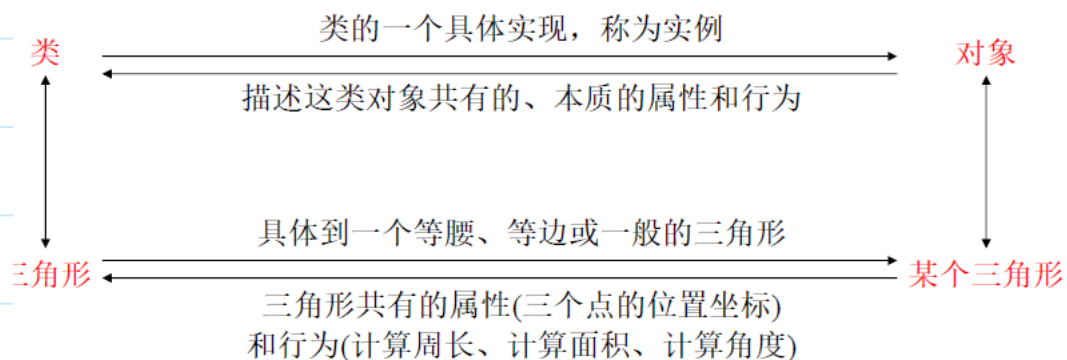 类的一个具体实现，称为实例
类
对象
描述这类对象共有的、本质的属性和行为
具体到一个等腰、等边或一般的三角形
三角形
某个三角形
三角形共有的属性(三个点的位置坐标)
和行为(计算周长、计算面积、计算角度)